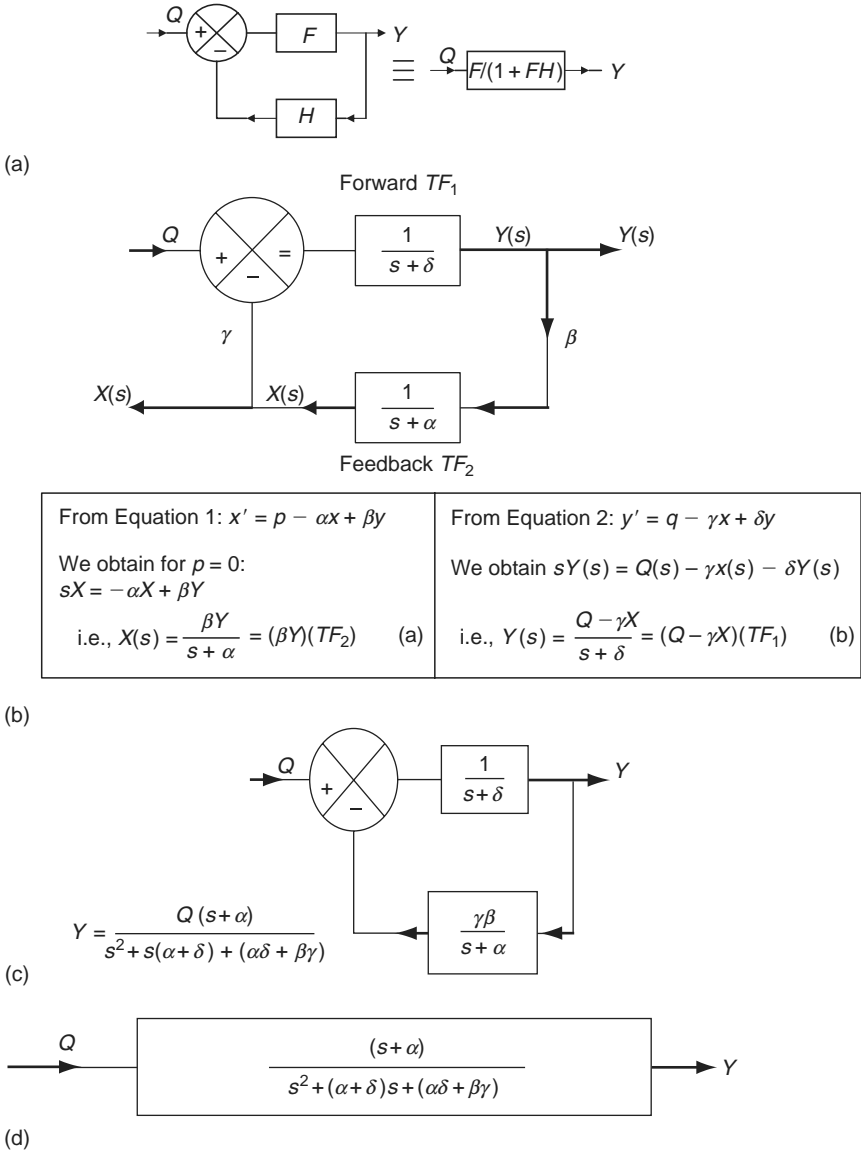 Q + − F Y ≡ Q F/(1 + FH) Y
H
(a)
Forward TF₁
Q + − = 1/(s + δ) Y(s) Y(s)
γ β
X(s) X(s) 1/(s + α)
Feedback TF₂
From Equation 1: x′ = p − αx + βy
We obtain for p = 0:
sX = −αX + βY
i.e., X(s) = βY/(s + α) = (βY)(TF₂) (a)
From Equation 2: y′ = q − γx + δy
We obtain sY(s) = Q(s) − γx(s) − δY(s)
i.e., Y(s) = (Q − γX)/(s + δ) = (Q − γX)(TF₁) (b)
(b)
Q + − 1/(s + δ) Y
γβ/(s + α)
Y = Q(s+α)/(s² + s(α+δ) + (αδ + βγ))
(c)
Q (s+α)/(s² + (α+δ)s + (αδ + βγ)) Y
(d)